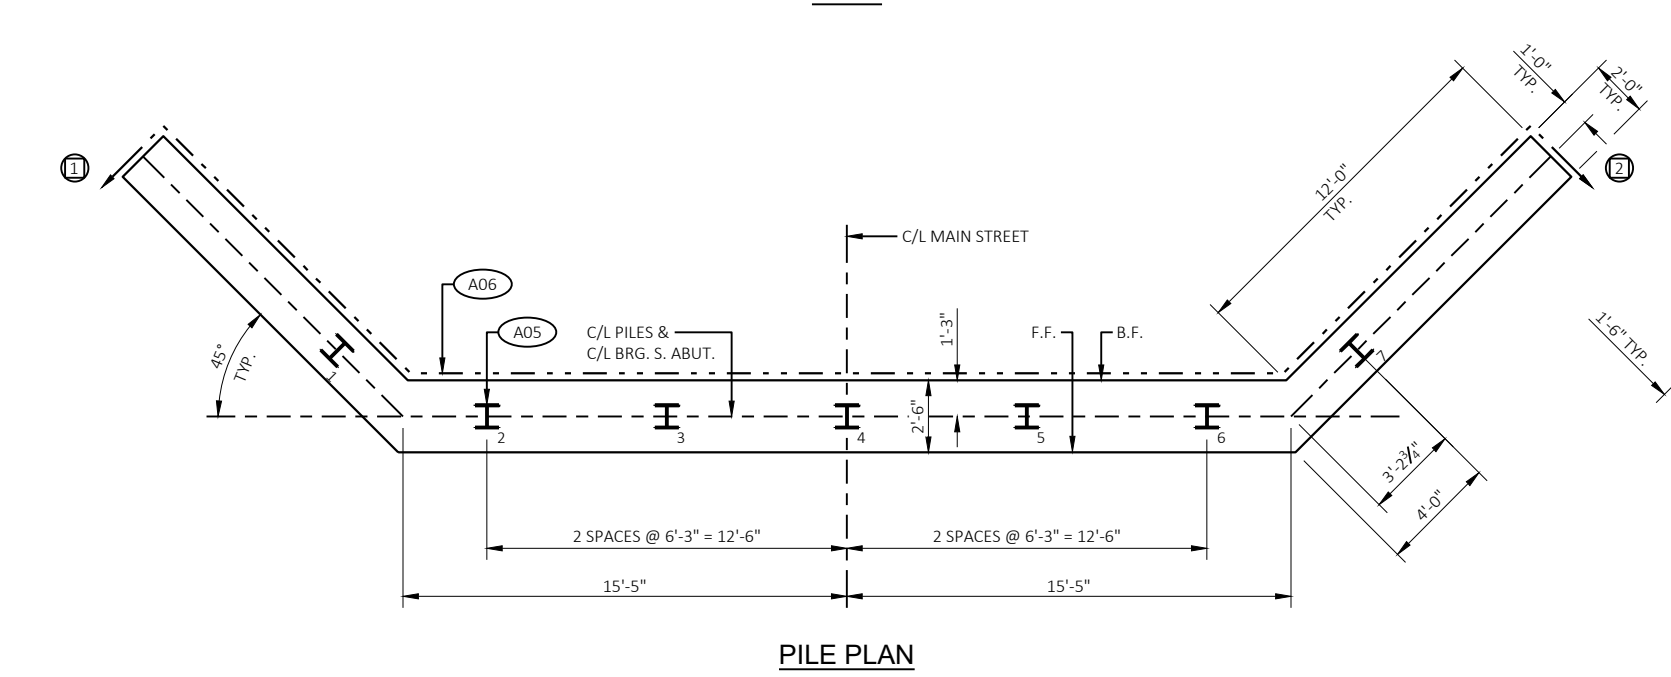 1'-0"
TYP.
2'-0"
TYP.
1
2
12'-0"
TYP.
C/L MAIN STREET
A06
A05
C/L PILES &
C/L BRG. S. ABUT.
1'-3"
F.F.
B.F.
1'-6" TYP.
45°
TYP.
1
7
2'-6"
2
3
4
5
6
3'-2¾"
4'-0"
2 SPACES @ 6'-3" = 12'-6"
2 SPACES @ 6'-3" = 12'-6"
15'-5"
15'-5"
PILE PLAN